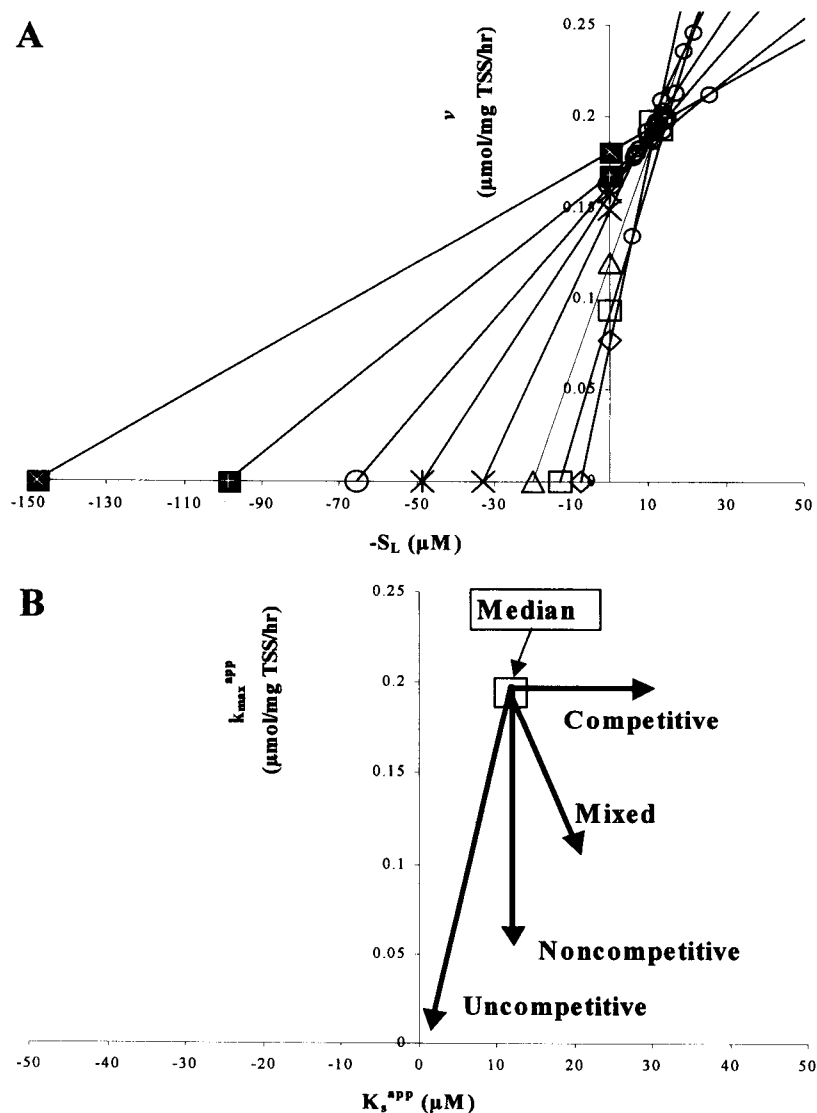 A
0.25
ν
(μmol/mg TSS/hr)
0.2
0.15
0.1
0.05
0
-150
-130
-110
-90
-70
-50
-30
-10
10
30
50
-S_L (μM)
B
0.25
k_max^app
(μmol/mg TSS/hr)
Median
0.2
Competitive
0.15
Mixed
0.1
0.05
Noncompetitive
Uncompetitive
0
-50
-40
-30
-20
-10
0
10
20
30
40
50
K_s^app (μM)